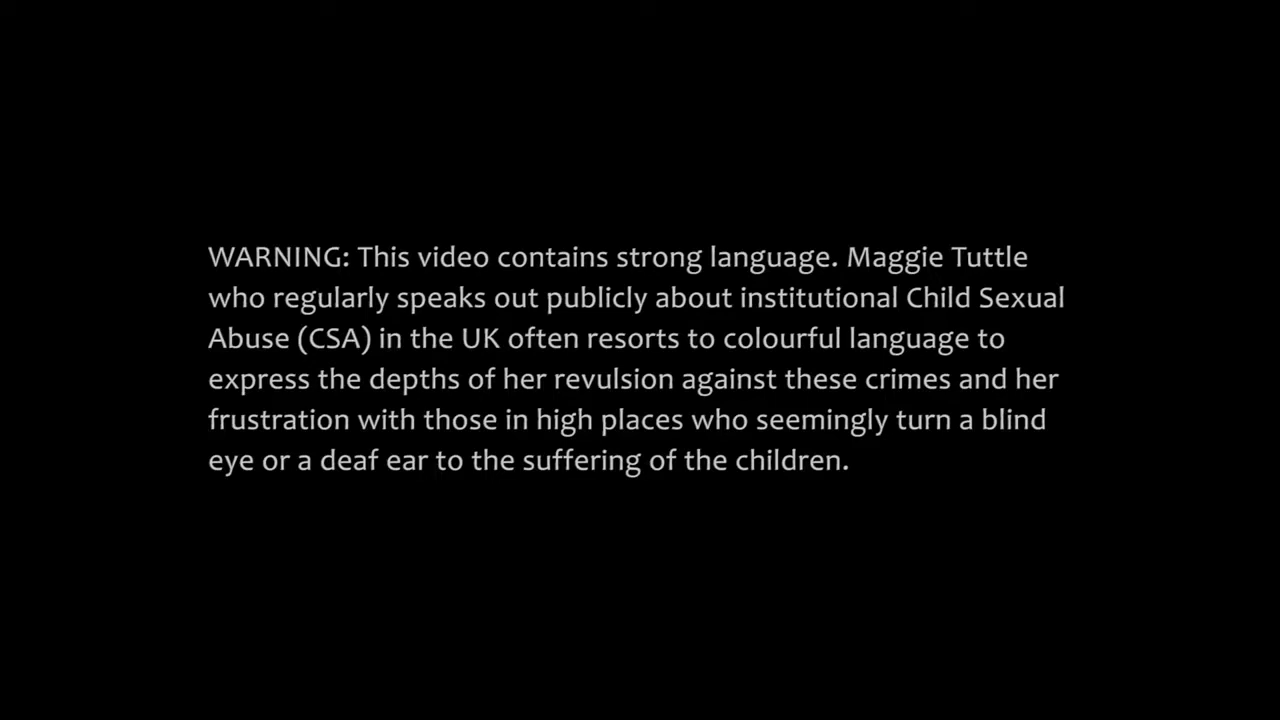 WARNING: This video contains strong language. Maggie Tuttle
who regularly speaks out publicly about institutional Child Sexual
Abuse (CSA) in the UK often resorts to colourful language to
express the depths of her revulsion against these crimes and her
frustration with those in high places who seemingly turn a blind
eye or a deaf ear to the suffering of the children.